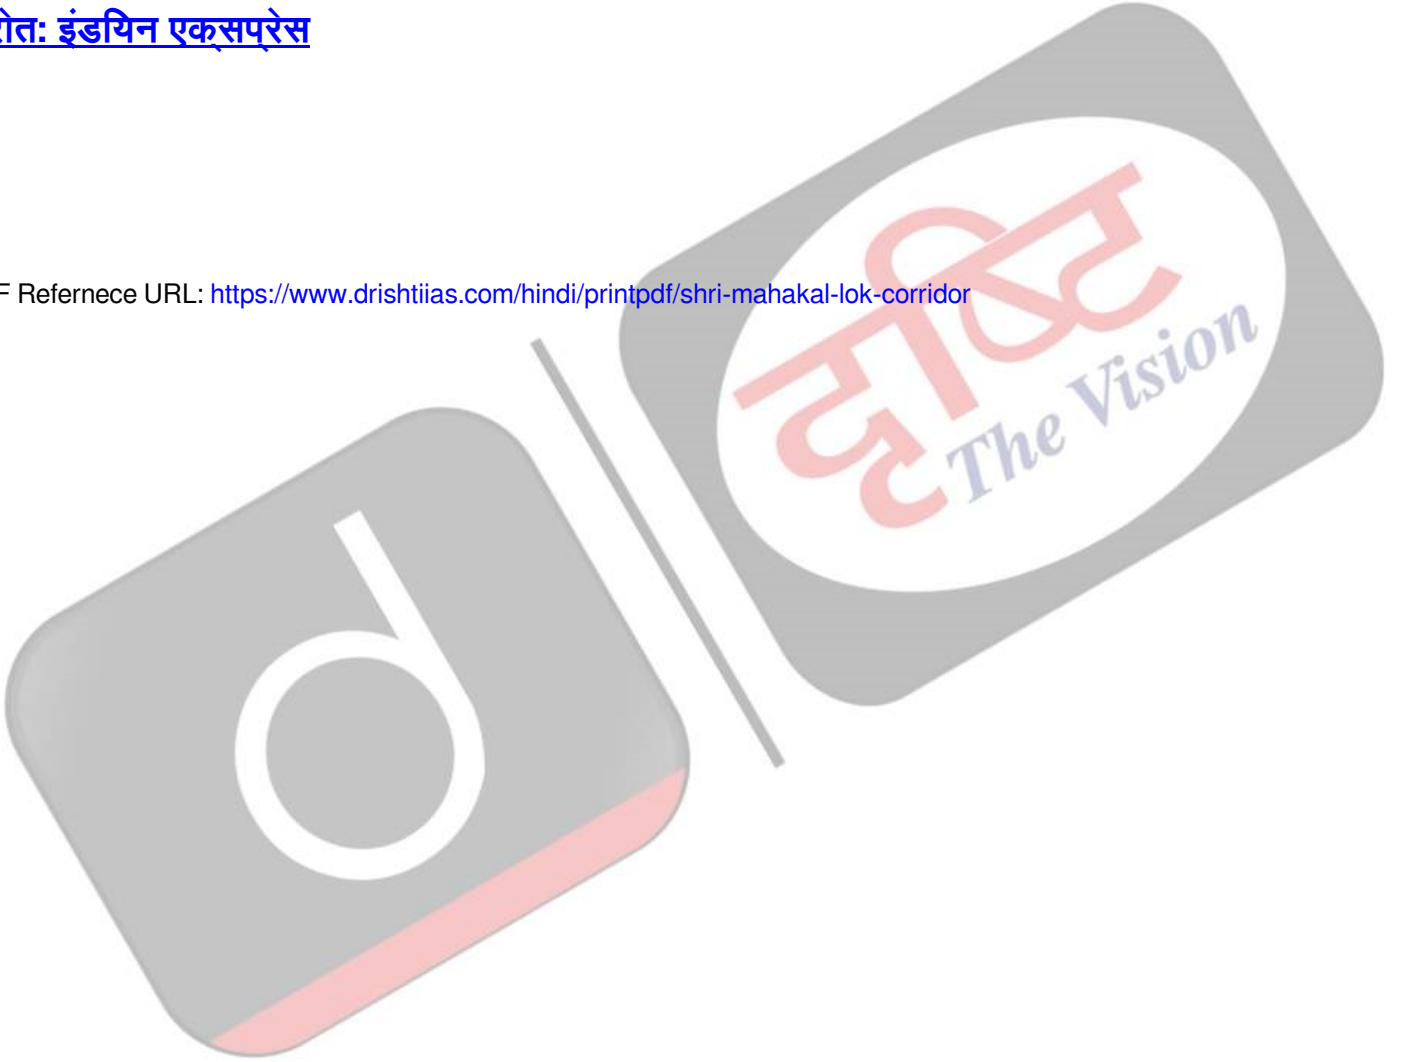 रोत: इंडियन एक्सप्रेस
F Refernece URL: https://www.drishtiias.com/hindi/printpdf/shri-mahakal-lok-corridor
दृष्टि
The Vision
d